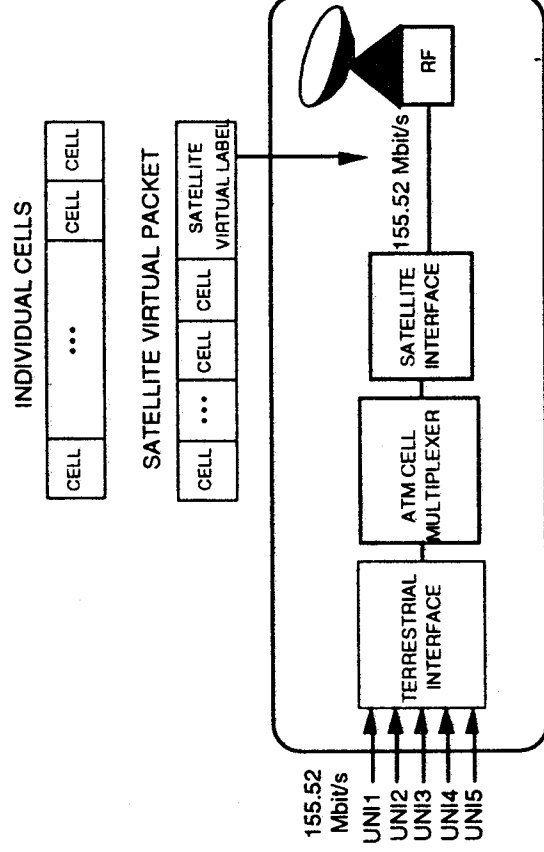 INDIVIDUAL CELLS
CELL
•••
CELL
CELL
SATELLITE VIRTUAL PACKET
CELL
•••
CELL
CELL
SATELLITE
VIRTUAL LABEL
155.52
Mbit/s
UNI1
UNI2
UNI3
UNI4
UNI5
TERRESTRIAL
INTERFACE
ATM CELL
MULTIPLEXER
SATELLITE
INTERFACE
155.52 Mbit/s
RF